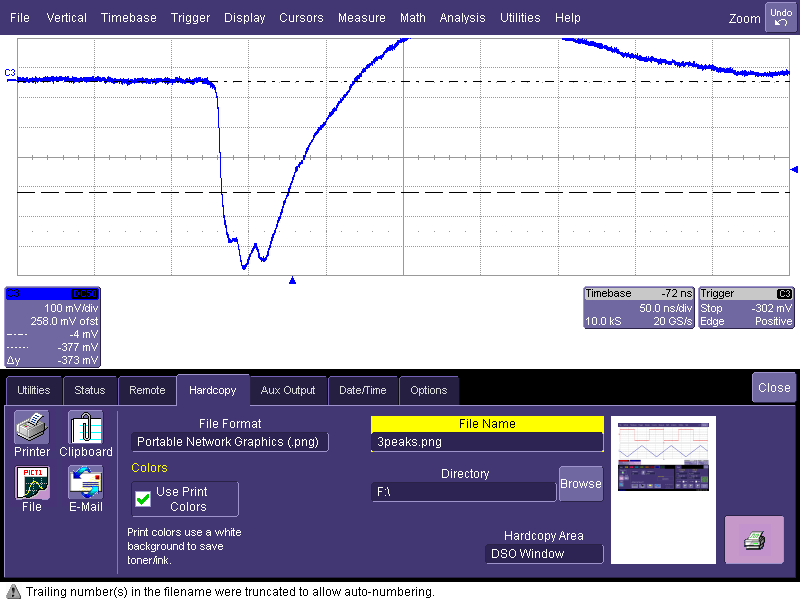 File Vertical Timebase Trigger Display Cursors Measure Math Analysis Utilities Help Zoom Undo
C3
C3
100 mV/div
258.0 mV ofst
-4 mV
-377 mV
Δy -373 mV
Timebase -72 ns
50.0 ns/div
10.0 kS 20 GS/s
Trigger C3
Stop -302 mV
Edge Positive
Utilities Status Remote Hardcopy Aux Output Date/Time Options Close
Printer Clipboard
PICT1
File E-Mail
File Format
Portable Network Graphics (.png)
Colors
Use Print
Colors
Print colors use a white
background to save
toner/ink.
File Name
3peaks.png
Directory
F:\
Browse
Hardcopy Area
DSO Window
Trailing number(s) in the filename were truncated to allow auto-numbering.